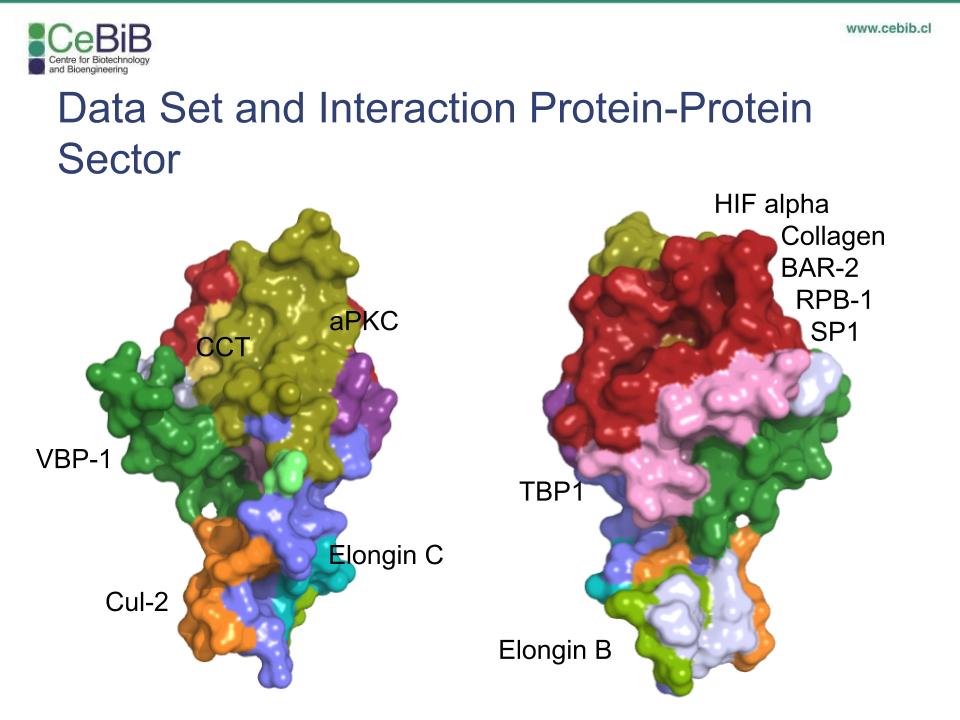 CeBiB
Centre for Biotechnology
and Bioengineering
www.cebib.cl
Data Set and Interaction Protein-Protein
Sector
HIF alpha
Collagen
BAR-2
RPB-1
SP1
aPKC
CCT
VBP-1
TBP1
Elongin C
Cul-2
Elongin B